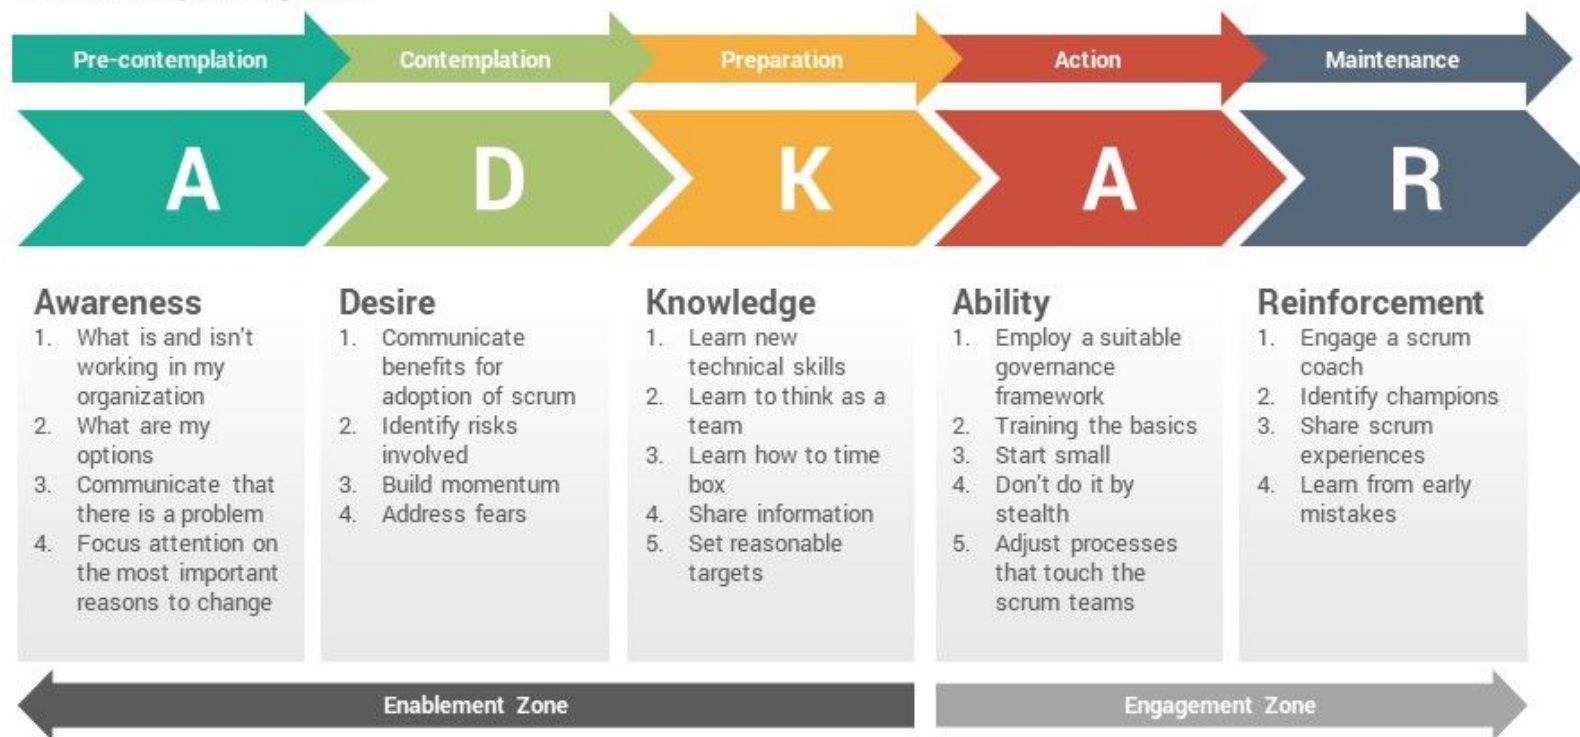 Pre-contemplation
Contemplation
Preparation
Action
Maintenance
A
D
K
A
R
Awareness
1. What is and isn't
working in my
organization
2. What are my
options
3. Communicate that
there is a problem
4. Focus attention on
the most important
reasons to change
Desire
1. Communicate
benefits for
adoption of scrum
2. Identify risks
involved
3. Build momentum
4. Address fears
Knowledge
1. Learn new
technical skills
2. Learn to think as a
team
3. Learn how to time
box
4. Share information
5. Set reasonable
targets
Ability
1. Employ a suitable
governance
framework
2. Training the basics
3. Start small
4. Don't do it by
stealth
5. Adjust processes
that touch the
scrum teams
Reinforcement
1. Engage a scrum
coach
2. Identify champions
3. Share scrum
experiences
4. Learn from early
mistakes
Enablement Zone
Engagement Zone